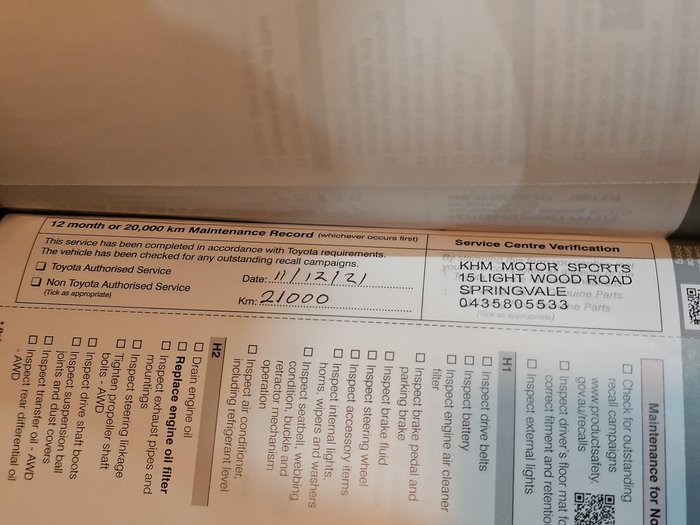 12 month or 20,000 km Maintenance Record (whichever occurs first)
This service has been completed in accordance with Toyota requirements.
The vehicle has been checked for any outstanding recall campaigns.
Toyota Authorised Service
Non Toyota Authorised Service
(Tick as appropriate)
Date: 11/12/21
Km: 21000
Service Centre Verification
KHM MOTOR SPORTS
15 LIGHT WOOD ROAD
SPRINGVALE
0435805533
uine Parts
ne Parts
(Tick as appropriate)
Maintenance for No
Check for outstanding
recall campaigns
www.productsafety.
gov.au/recalls
Inspect driver's floor mat fo
correct fitment and retentio
Inspect external lights
H1
Inspect drive belts
Inspect battery
Inspect engine air cleaner
filter
Inspect brake pedal and
parking brake
Inspect brake fluid
Inspect steering wheel
Inspect accessory items
Inspect internal lights,
horns, wipers and washers
Inspect seatbelt, webbing
condition, buckle and
retractor mechanism
operation
Inspect air conditioner,
including refrigerant level
H2
Drain engine oil
Replace engine oil filter
Inspect exhaust pipes and
mountings
Inspect steering linkage
Tighten propeller shaft
bolts - AWD
Inspect drive shaft boots
Inspect suspension ball
joints and dust covers
Inspect transfer oil - AWD
Inspect rear differential oil
- AWD